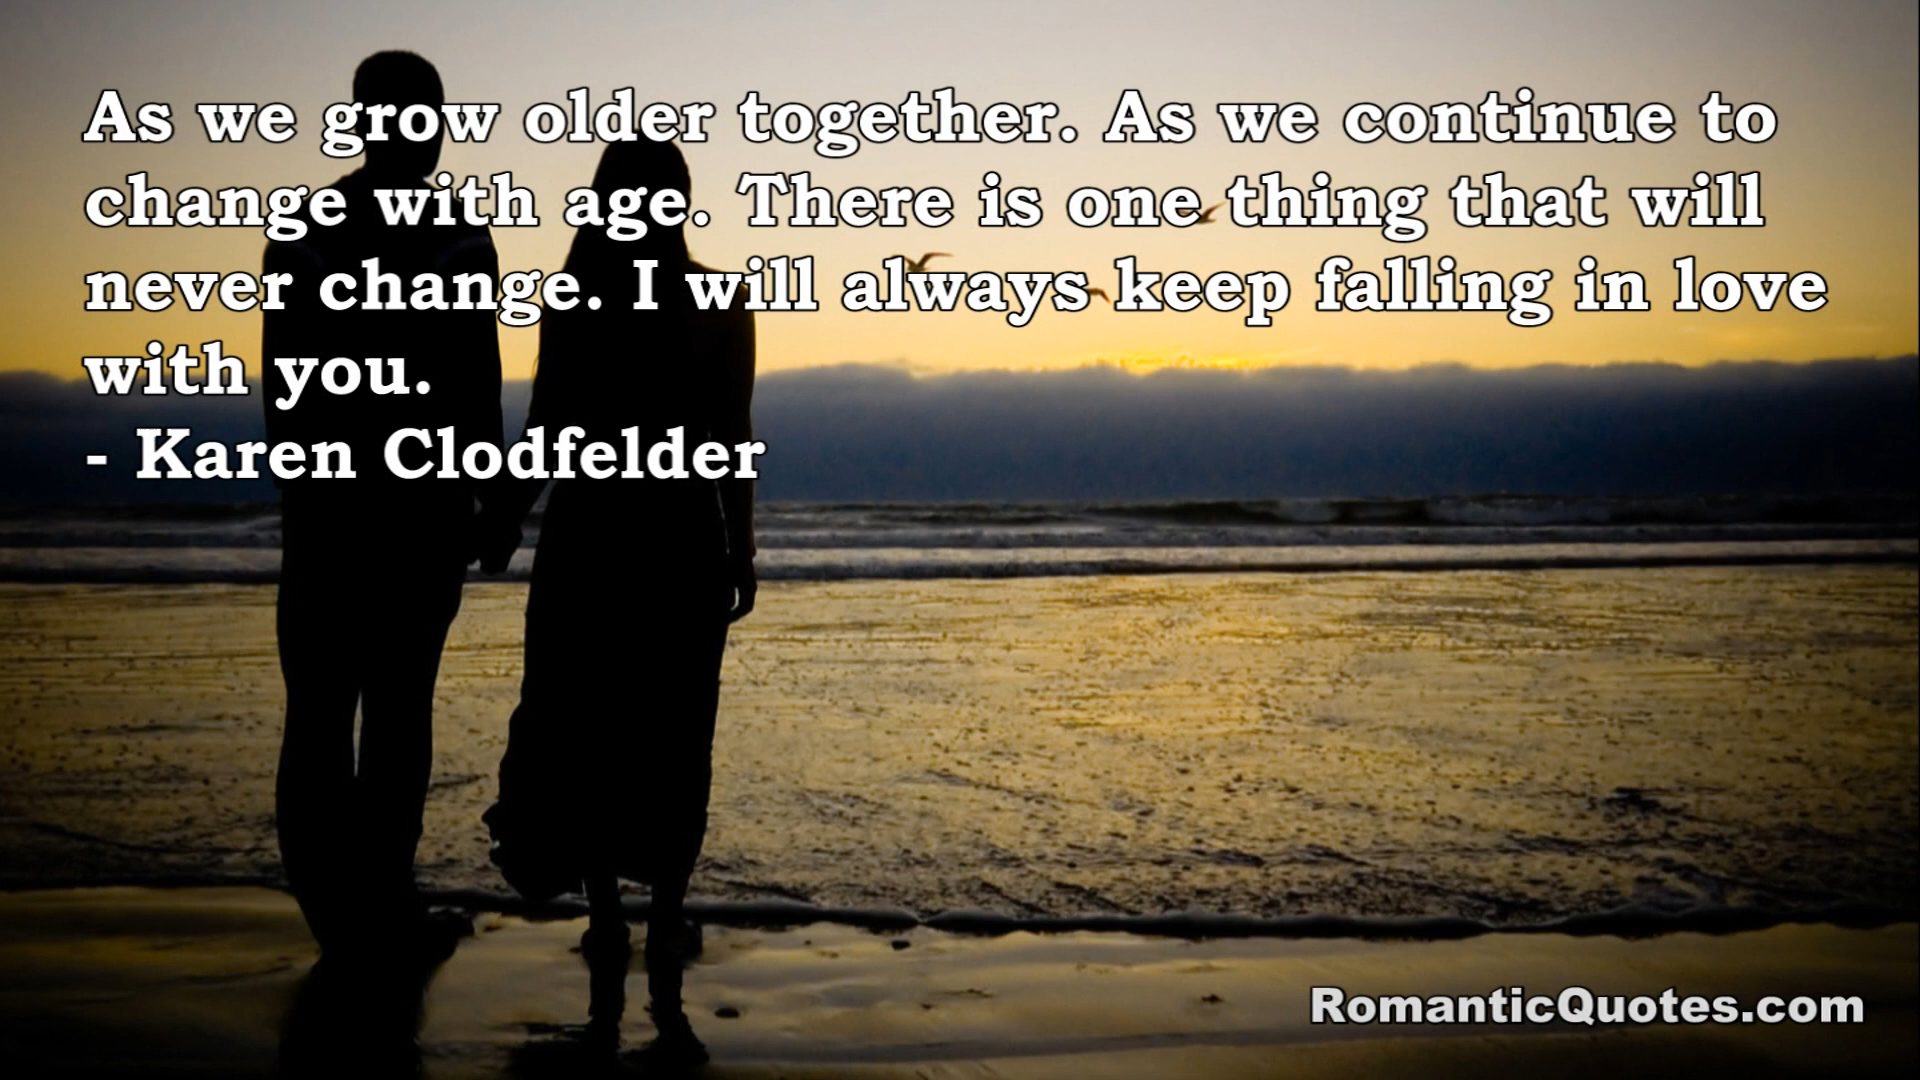 As we grow older together. As we continue to
change with age. There is one thing that will
never change. I will always keep falling in love
with you.
- Karen Clodfelder
RomanticQuotes.com